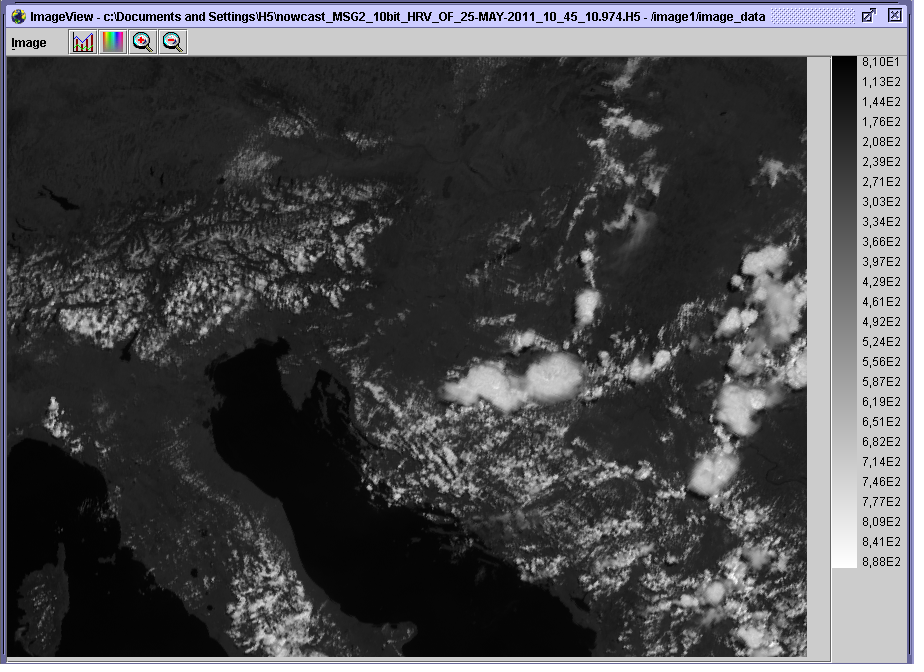 ImageView - c:\Documents and Settings\H5\nowcast_MSG2_10bit_HRV_OF_25-MAY-2011_10_45_10.974.H5 - /image1/image_data
Image
8,10E1
1,13E2
1,44E2
1,76E2
2,08E2
2,39E2
2,71E2
3,03E2
3,34E2
3,66E2
3,97E2
4,29E2
4,61E2
4,92E2
5,24E2
5,56E2
5,87E2
6,19E2
6,51E2
6,82E2
7,14E2
7,46E2
7,77E2
8,09E2
8,41E2
8,88E2